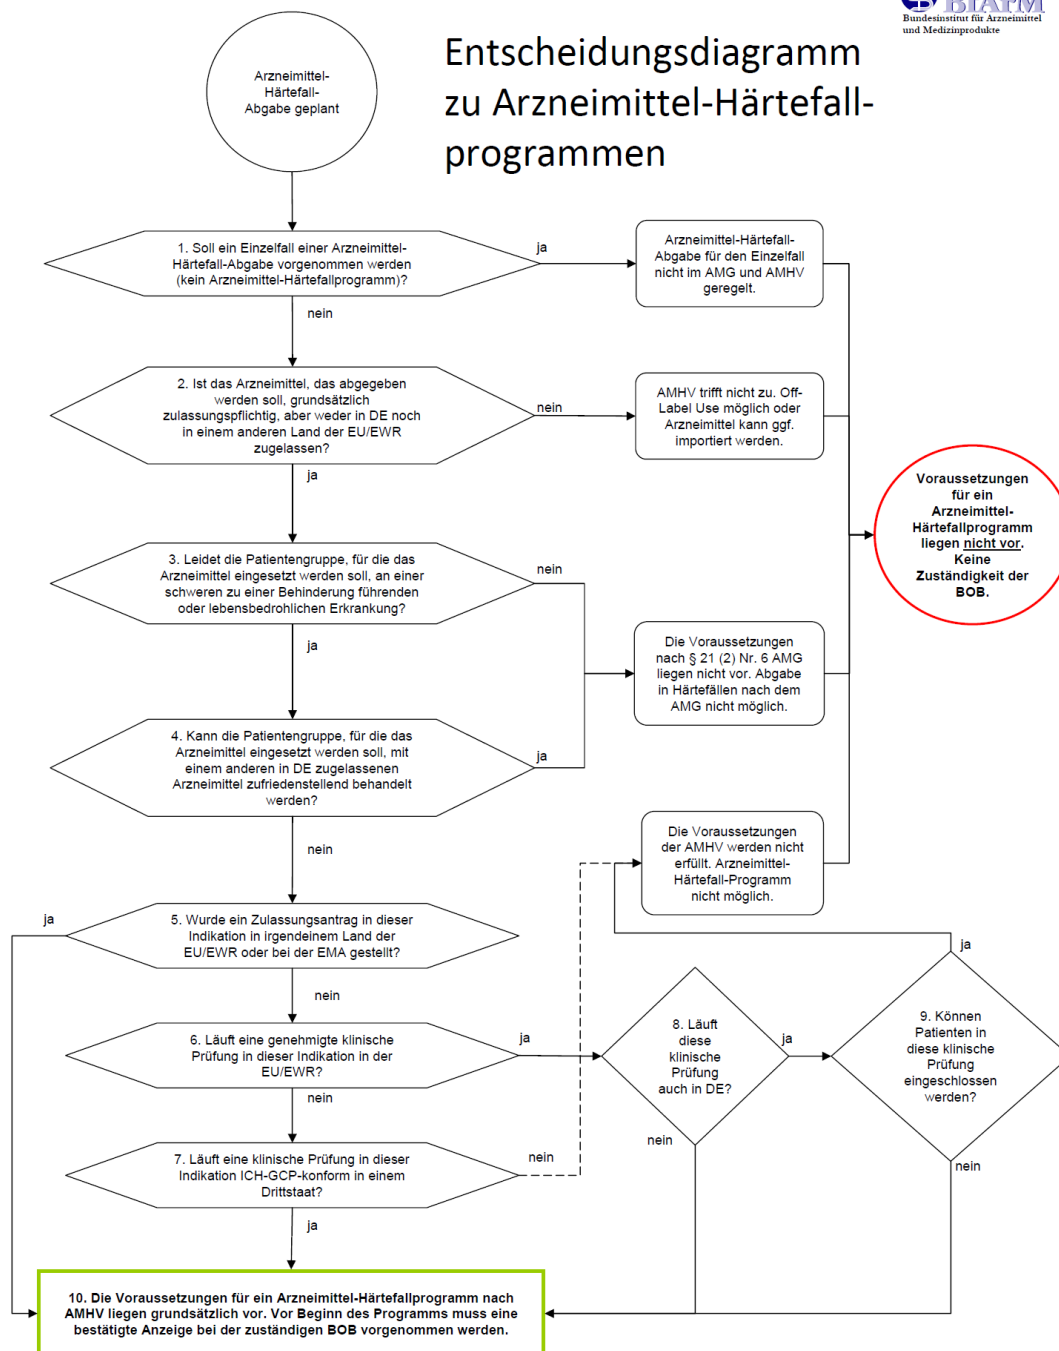 BfArM
Bundesinstitut für Arzneimittel
und Medizinprodukte
Entscheidungsdiagramm
zu Arzneimittel-Härtefall-
programmen
Arzneimittel-
Härtefall-
Abgabe geplant
1. Soll ein Einzelfall einer Arzneimittel-
Härtefall-Abgabe vorgenommen werden
(kein Arzneimittel-Härtefallprogramm)?
ja
Arzneimittel-Härtefall-
Abgabe für den Einzelfall
nicht im AMG und AMHV
geregelt.
nein
2. Ist das Arzneimittel, das abgegeben
werden soll, grundsätzlich
zulassungspflichtig, aber weder in DE noch
in einem anderen Land der EU/EWR
zugelassen?
nein
AMHV trifft nicht zu. Off-
Label Use möglich oder
Arzneimittel kann ggf.
importiert werden.
ja
Voraussetzungen
für ein
Arzneimittel-
Härtefallprogramm
liegen nicht vor.
Keine
Zuständigkeit der
BOB.
3. Leidet die Patientengruppe, für die das
Arzneimittel eingesetzt werden soll, an einer
schweren zu einer Behinderung führenden
oder lebensbedrohlichen Erkrankung?
nein
ja
Die Voraussetzungen
nach § 21 (2) Nr. 6 AMG
liegen nicht vor. Abgabe
in Härtefällen nach dem
AMG nicht möglich.
4. Kann die Patientengruppe, für die das
Arzneimittel eingesetzt werden soll, mit
einem anderen in DE zugelassenen
Arzneimittel zufriedenstellend behandelt
werden?
ja
nein
Die Voraussetzungen
der AMHV werden nicht
erfüllt. Arzneimittel-
Härtefall-Programm
nicht möglich.
ja
5. Wurde ein Zulassungsantrag in dieser
Indikation in irgendeinem Land der
EU/EWR oder bei der EMA gestellt?
nein
ja
6. Läuft eine genehmigte klinische
Prüfung in dieser Indikation in der
EU/EWR?
ja
8. Läuft
diese
klinische
Prüfung
auch in DE?
ja
9. Können
Patienten in
diese klinische
Prüfung
eingeschlossen
werden?
nein
nein
nein
7. Läuft eine klinische Prüfung in dieser
Indikation ICH-GCP-konform in einem
Drittstaat?
nein
ja
10. Die Voraussetzungen für ein Arzneimittel-Härtefallprogramm nach
AMHV liegen grundsätzlich vor. Vor Beginn des Programms muss eine
bestätigte Anzeige bei der zuständigen BOB vorgenommen werden.